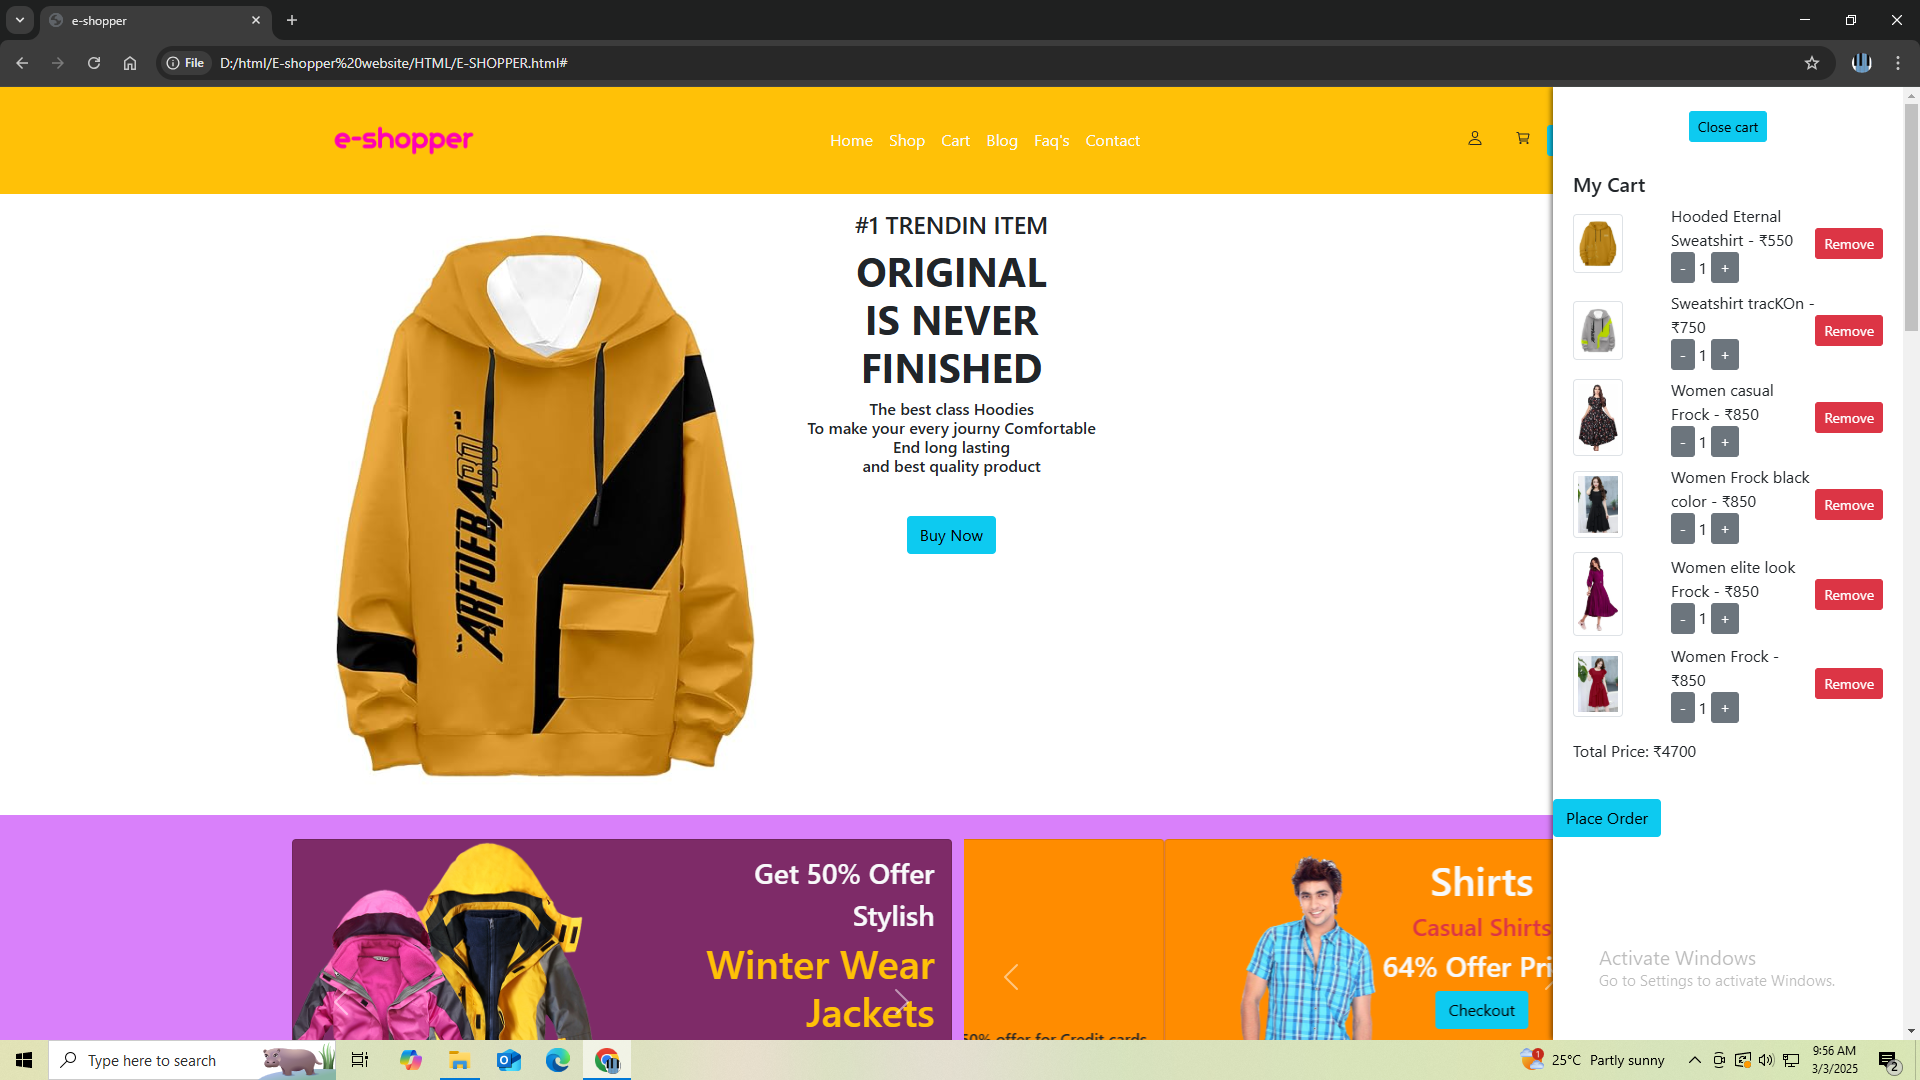 e-shopper
File
D:/html/E-shopper%20website/HTML/E-SHOPPER.html#
e-shopper
Home Shop Cart Blog Faq's Contact
#1 TRENDIN ITEM
ORIGINAL
IS NEVER
FINISHED
The best class Hoodies
To make your every journy Comfortable
End long lasting
and best quality product
Buy Now
Get 50% Offer
Stylish
Winter Wear
Jackets
50% offer for Credit cards
Shirts
Casual Shirts
64% Offer Pri
Checkout
Close cart
My Cart
Hooded Eternal
Sweatshirt - ₹550
Remove
- 1 +
Sweatshirt tracKOn -
₹750
Remove
- 1 +
Women casual
Frock - ₹850
Remove
- 1 +
Women Frock black
color - ₹850
Remove
- 1 +
Women elite look
Frock - ₹850
Remove
- 1 +
Women Frock -
₹850
Remove
- 1 +
Total Price: ₹4700
Place Order
Activate Windows
Go to Settings to activate Windows.
Type here to search
1
25°C Partly sunny
9:56 AM
3/3/2025
2